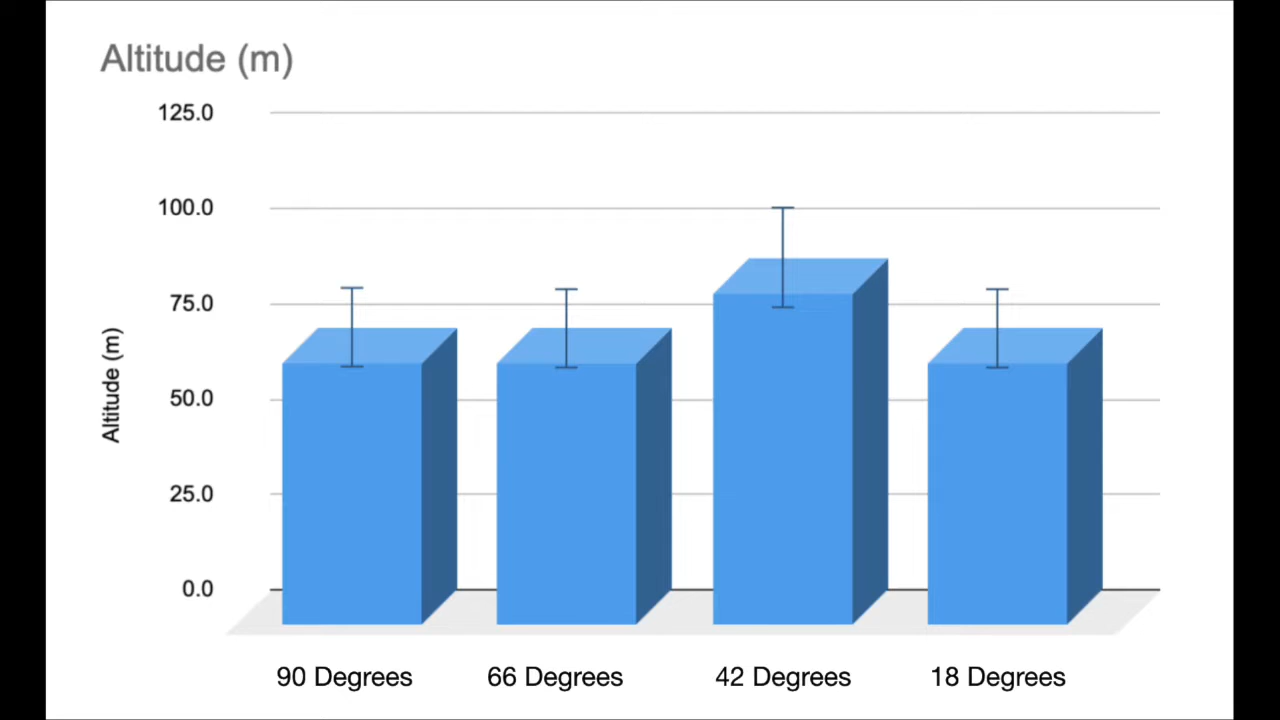 Altitude (m)
125.0
100.0
75.0
50.0
25.0
0.0
Altitude (m)
90 Degrees
66 Degrees
42 Degrees
18 Degrees